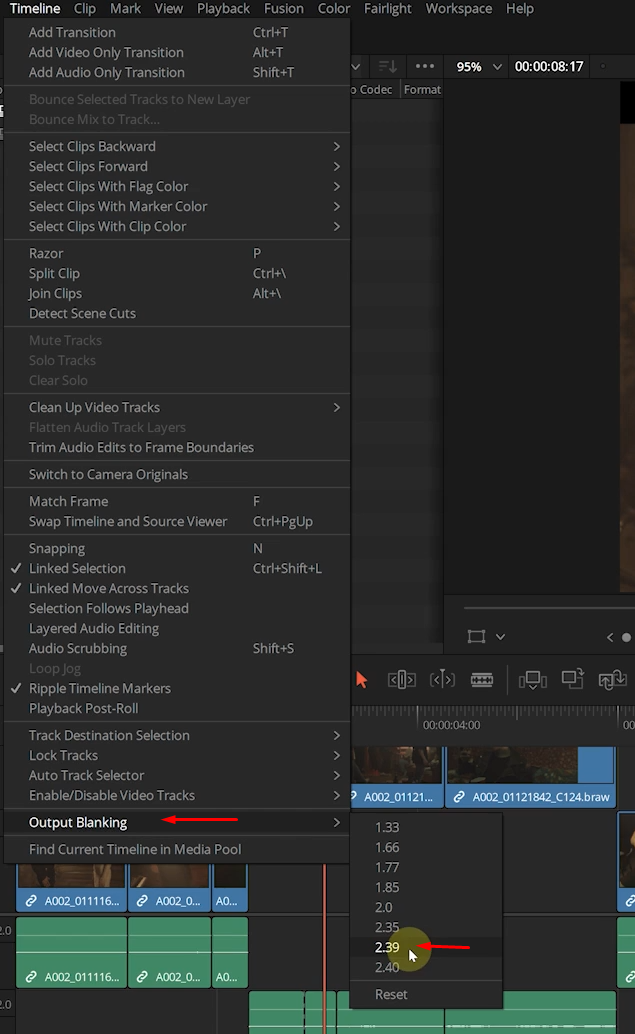 Timeline Clip Mark View Playback Fusion Color Fairlight Workspace Help
Add Transition Ctrl+T
Add Video Only Transition Alt+T
Add Audio Only Transition Shift+T
95% 00:00:08:17
Codec Format
Bounce Selected Tracks to New Layer
Bounce Mix to Track...
Select Clips Backward
Select Clips Forward
Select Clips With Flag Color
Select Clips With Marker Color
Select Clips With Clip Color
Razor P
Split Clip Ctrl+\
Join Clips Alt+\
Detect Scene Cuts
Mute Tracks
Solo Tracks
Clear Solo
Clean Up Video Tracks
Flatten Audio Track Layers
Trim Audio Edits to Frame Boundaries
Switch to Camera Originals
Match Frame F
Swap Timeline and Source Viewer Ctrl+PgUp
Snapping N
Linked Selection Ctrl+Shift+L
Linked Move Across Tracks
Selection Follows Playhead
Layered Audio Editing
Audio Scrubbing Shift+S
Loop Jog
Ripple Timeline Markers
Playback Post-Roll
Track Destination Selection
Lock Tracks
Auto Track Selector
Enable/Disable Video Tracks
Output Blanking
Find Current Timeline in Media Pool
00:00:04:00 00
A002_01121... A002_01121842_C124.braw
1.33
1.66
1.77
1.85
2.0
2.35
2.39
2.40
Reset
A002_011116... A002_0... A0...
2.0
A002_011116... A002_0... A0...
2.0